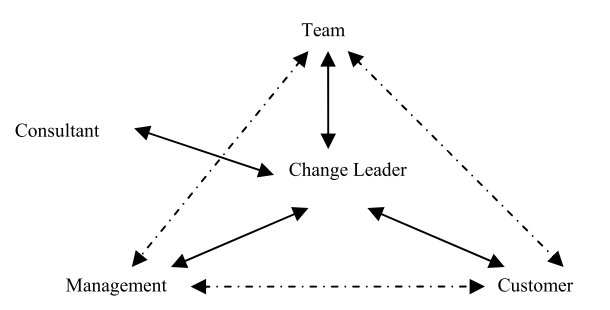 Team
Consultant
Change Leader
Management
Customer